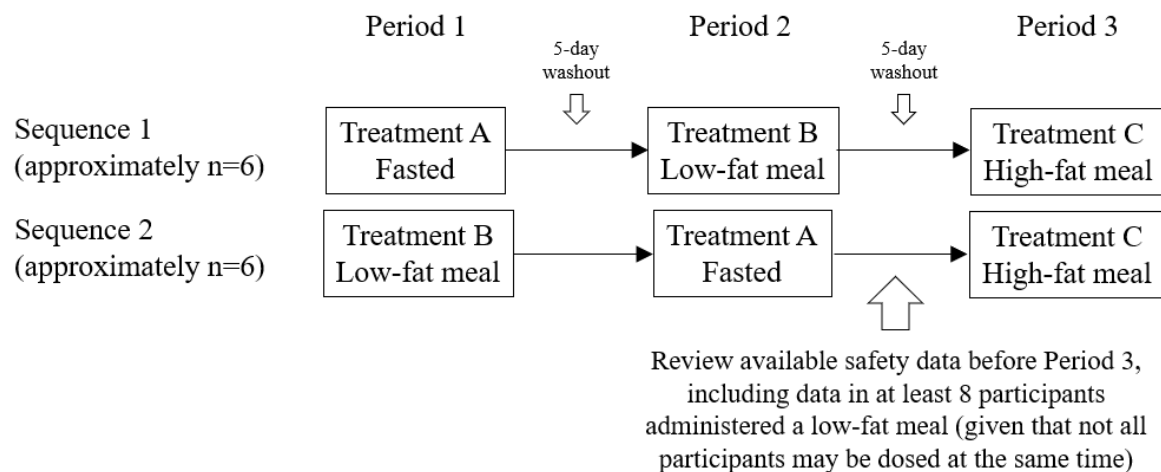 Period 1 Period 2 Period 3
5-day washout 5-day washout
Sequence 1
(approximately n=6)
Treatment A
Fasted
Treatment B
Low-fat meal
Treatment C
High-fat meal
Sequence 2
(approximately n=6)
Treatment B
Low-fat meal
Treatment A
Fasted
Treatment C
High-fat meal
Review available safety data before Period 3,
including data in at least 8 participants
administered a low-fat meal (given that not all
participants may be dosed at the same time)